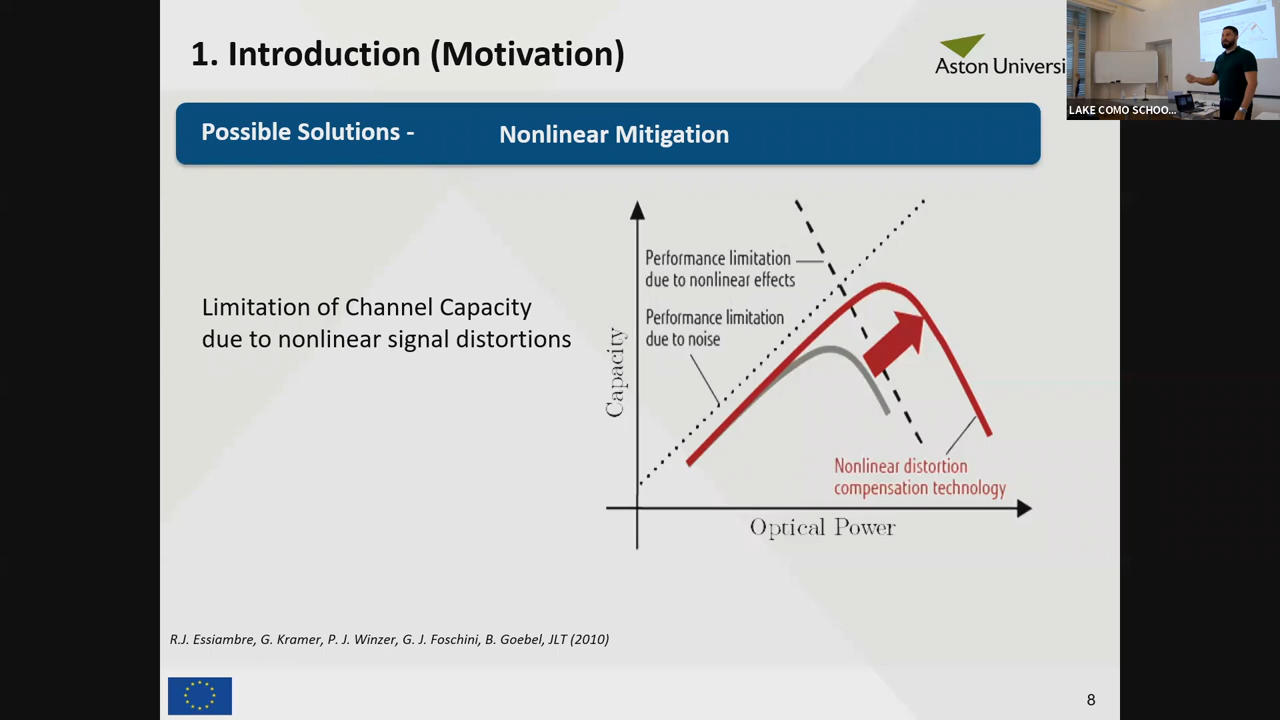 1. Introduction (Motivation)
Aston Universi
LAKE COMO SCHOO...
Possible Solutions -
Nonlinear Mitigation
Limitation of Channel Capacity
due to nonlinear signal distortions
Performance limitation
due to nonlinear effects
Performance limitation
due to noise
Capacity
Nonlinear distortion
compensation technology
Optical Power
R.J. Essiambre, G. Kramer, P. J. Winzer, G. J. Foschini, B. Goebel, JLT (2010)
8